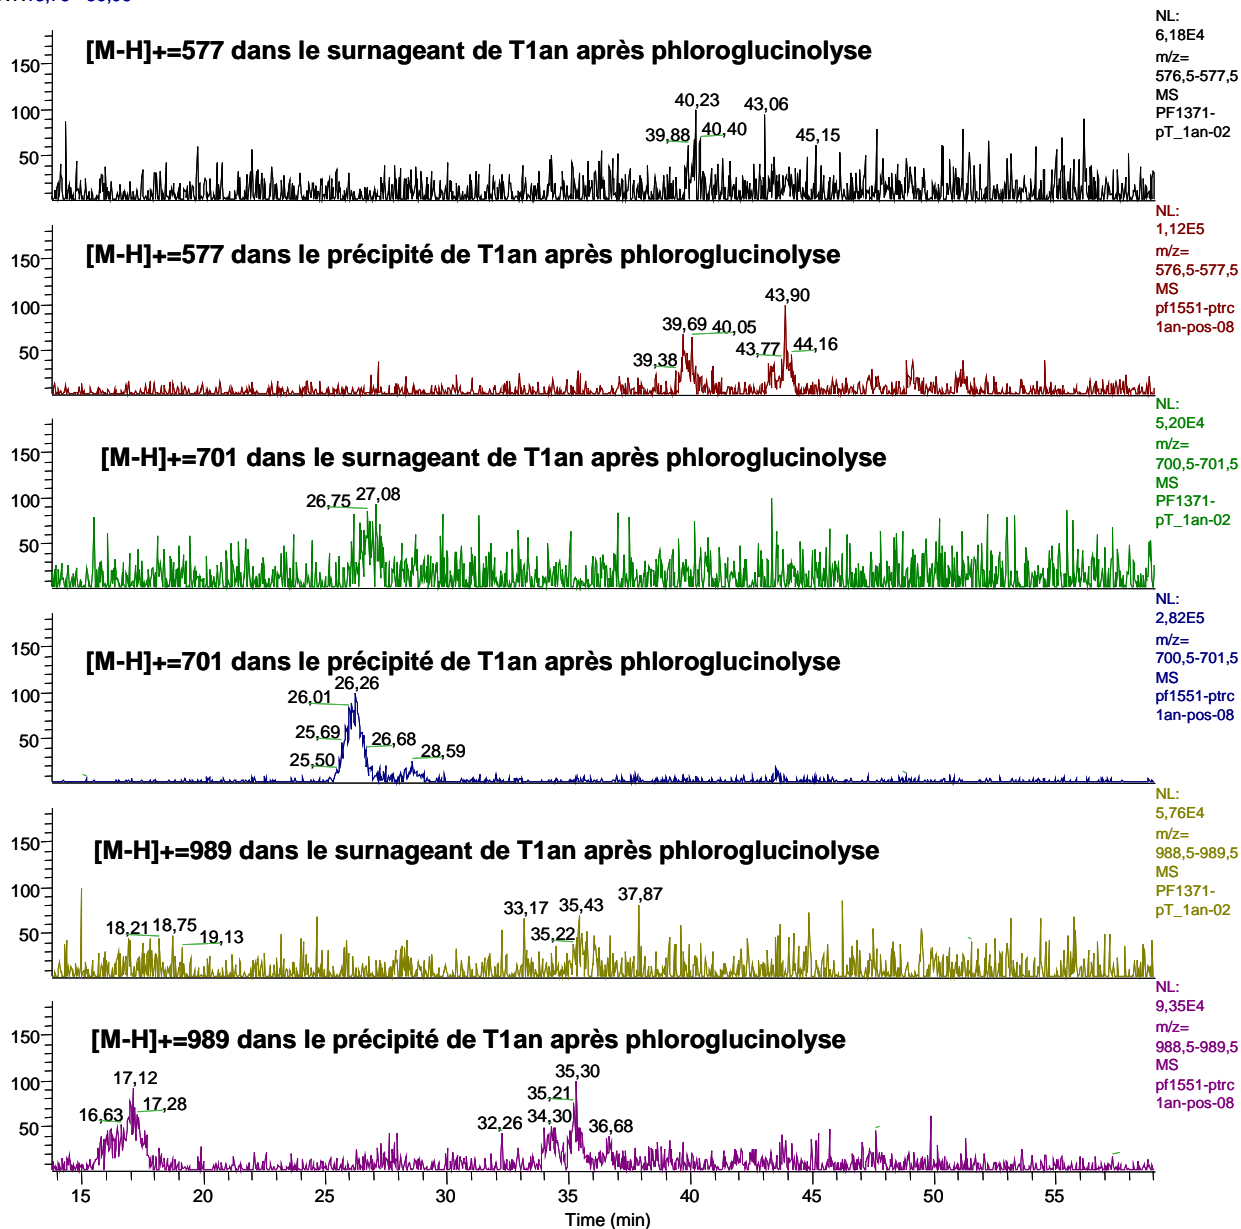 NL:
6,18E4
m/z=
576,5-577,5
MS
PF1371-
pT_1an-02
[M-H]+=577 dans le surnageant de T1an après phloroglucinolyse
150
100
50
40,23
43,06
39,88
40,40
45,15
NL:
1,12E5
m/z=
576,5-577,5
MS
pf1551-ptrc
1an-pos-08
[M-H]+=577 dans le précipité de T1an après phloroglucinolyse
150
100
50
43,90
39,69
40,05
43,77
44,16
39,38
NL:
5,20E4
m/z=
700,5-701,5
MS
PF1371-
pT_1an-02
[M-H]+=701 dans le surnageant de T1an après phloroglucinolyse
150
100
50
26,75
27,08
NL:
2,82E5
m/z=
700,5-701,5
MS
pf1551-ptrc
1an-pos-08
[M-H]+=701 dans le précipité de T1an après phloroglucinolyse
150
100
50
26,26
26,01
25,69
26,68
25,50
28,59
NL:
5,76E4
m/z=
988,5-989,5
MS
PF1371-
pT_1an-02
[M-H]+=989 dans le surnageant de T1an après phloroglucinolyse
150
100
50
37,87
33,17
35,43
18,21
18,75
19,13
35,22
NL:
9,35E4
m/z=
988,5-989,5
MS
pf1551-ptrc
1an-pos-08
[M-H]+=989 dans le précipité de T1an après phloroglucinolyse
150
100
50
17,12
35,30
16,63
17,28
35,21
32,26
34,30
36,68
15 20 25 30 35 40 45 50 55
Time (min)